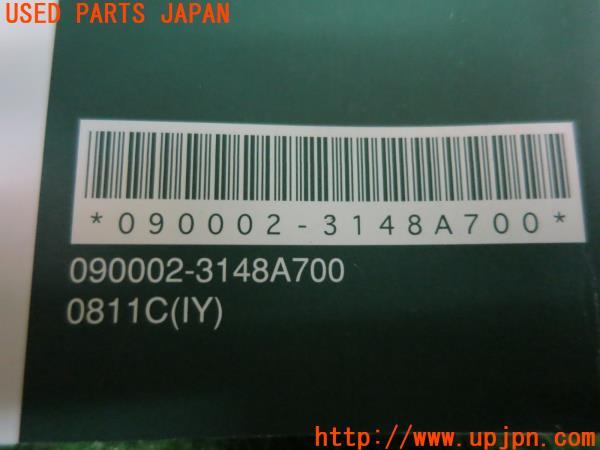 USED PARTS JAPAN
*090002-3148A700*
090002-3148A700
0811C(IY)
http://www.upjpn.com